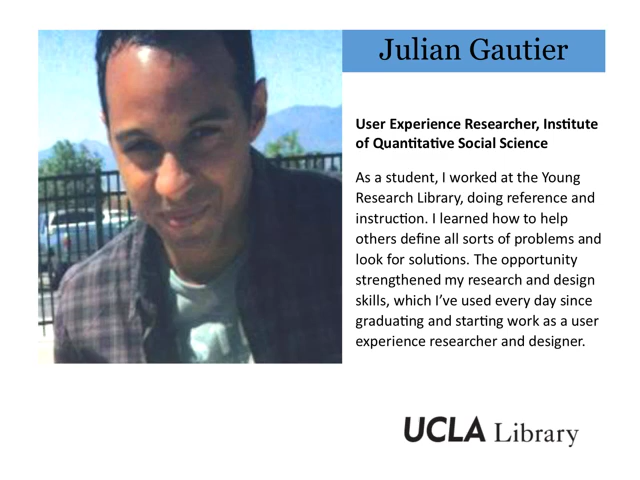 Julian Gautier
User Experience Researcher, Institute
of Quantitative Social Science
As a student, I worked at the Young
Research Library, doing reference and
instruction. I learned how to help
others define all sorts of problems and
look for solutions. The opportunity
strengthened my research and design
skills, which I’ve used every day since
graduating and starting work as a user
experience researcher and designer.
UCLA Library